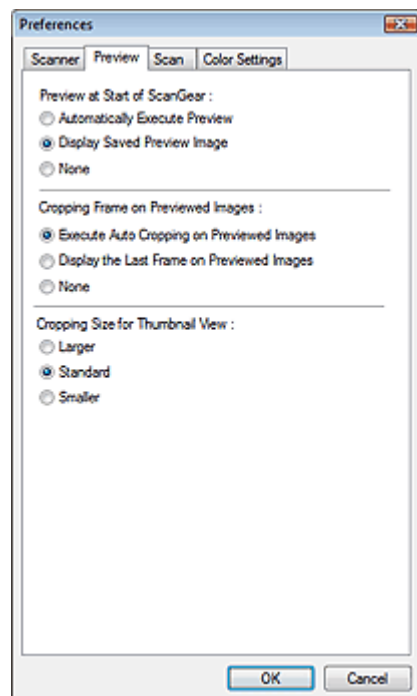 Preferences
Scanner Preview Scan Color Settings
Preview at Start of ScanGear :
Automatically Execute Preview
Display Saved Preview Image
None
Cropping Frame on Previewed Images :
Execute Auto Cropping on Previewed Images
Display the Last Frame on Previewed Images
None
Cropping Size for Thumbnail View :
Larger
Standard
Smaller
OK Cancel